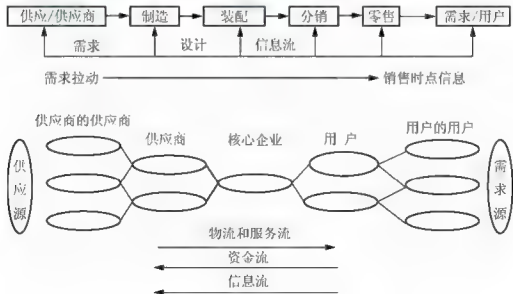 供应/供应商 制造 装配 分销 零售 需求/用户
需求 设计 信息流
需求拉动 销售时点信息
供应商的供应商 供应商 核心企业 用户 用户的用户
供应源
需求源
物流和服务流
资金流
信息流